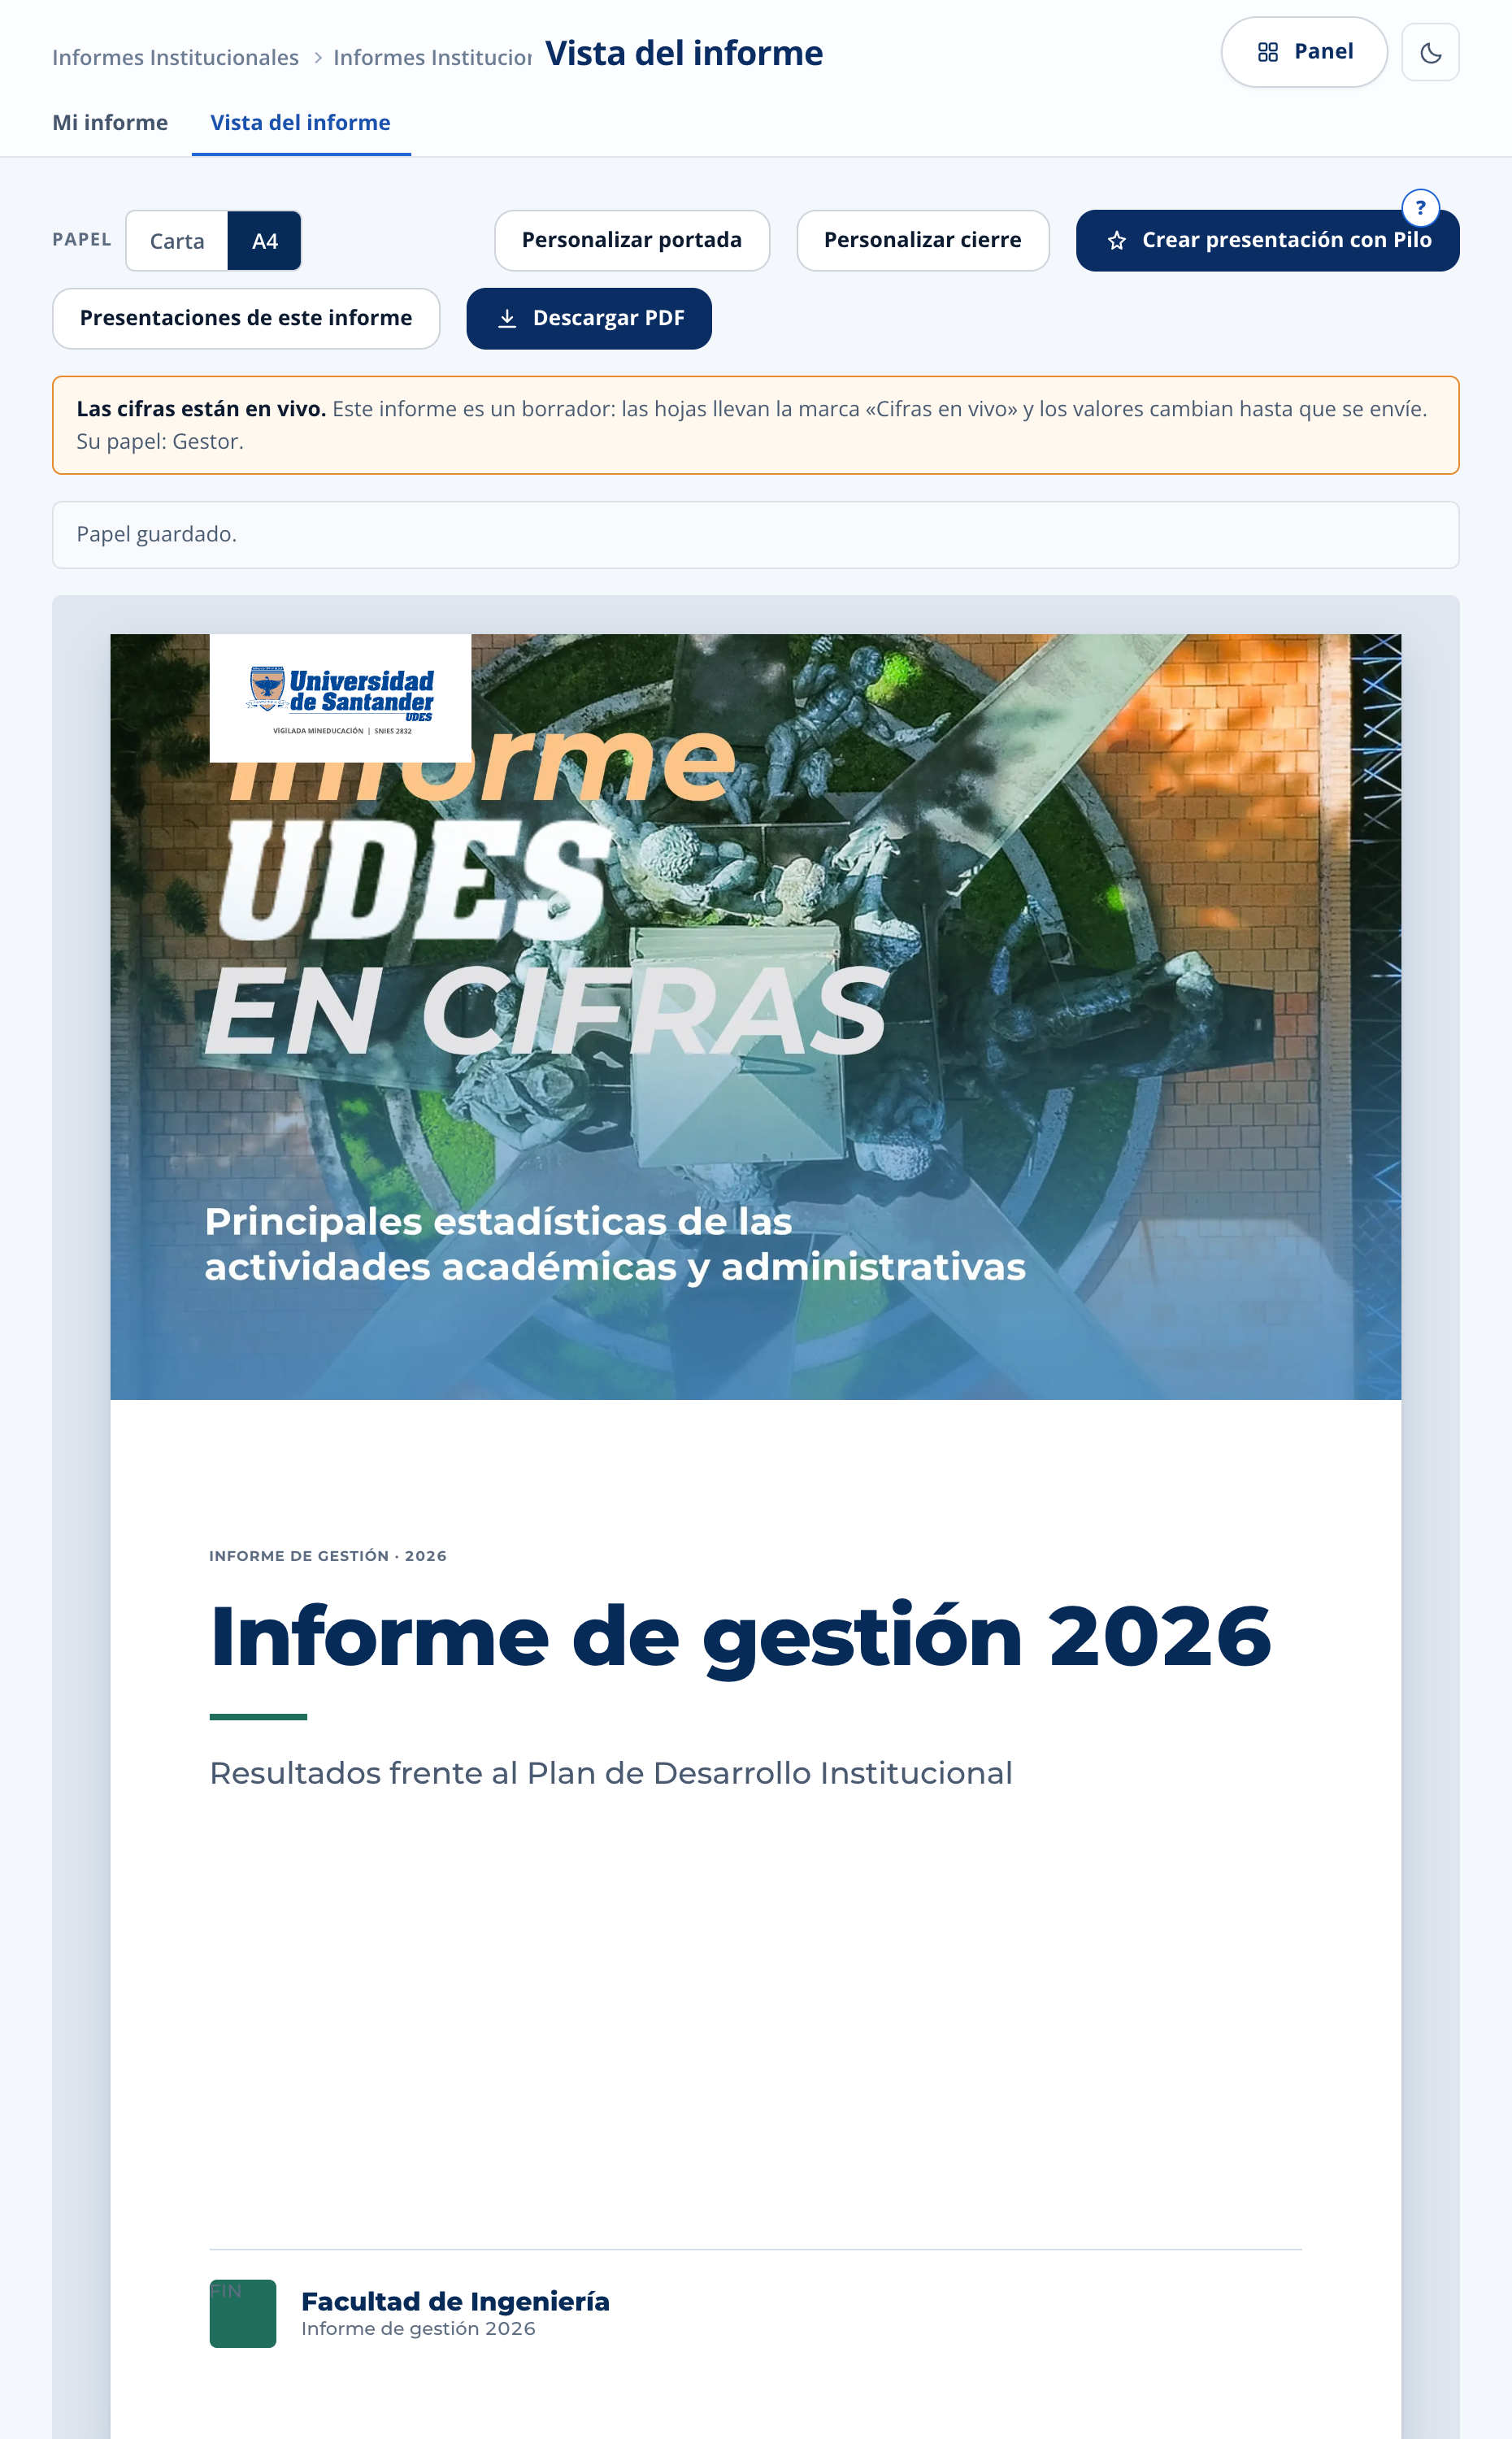 Informes Institucionales > Informes Institucior Vista del informe
Panel
Mi informe
Vista del informe
PAPEL
Carta
A4
Personalizar portada
Personalizar cierre
?
Crear presentación con Pilo
Presentaciones de este informe
Descargar PDF
Las cifras están en vivo. Este informe es un borrador: las hojas llevan la marca «Cifras en vivo» y los valores cambian hasta que se envíe.
Su papel: Gestor.
Papel guardado.
Universidad
de Santander
UDES
VIGILADA MINEDUCACIÓN | SNIES 2832
Informe
UDES
EN CIFRAS
Principales estadísticas de las
actividades académicas y administrativas
INFORME DE GESTIÓN · 2026
Informe de gestión 2026
Resultados frente al Plan de Desarrollo Institucional
FIN
Facultad de Ingeniería
Informe de gestión 2026